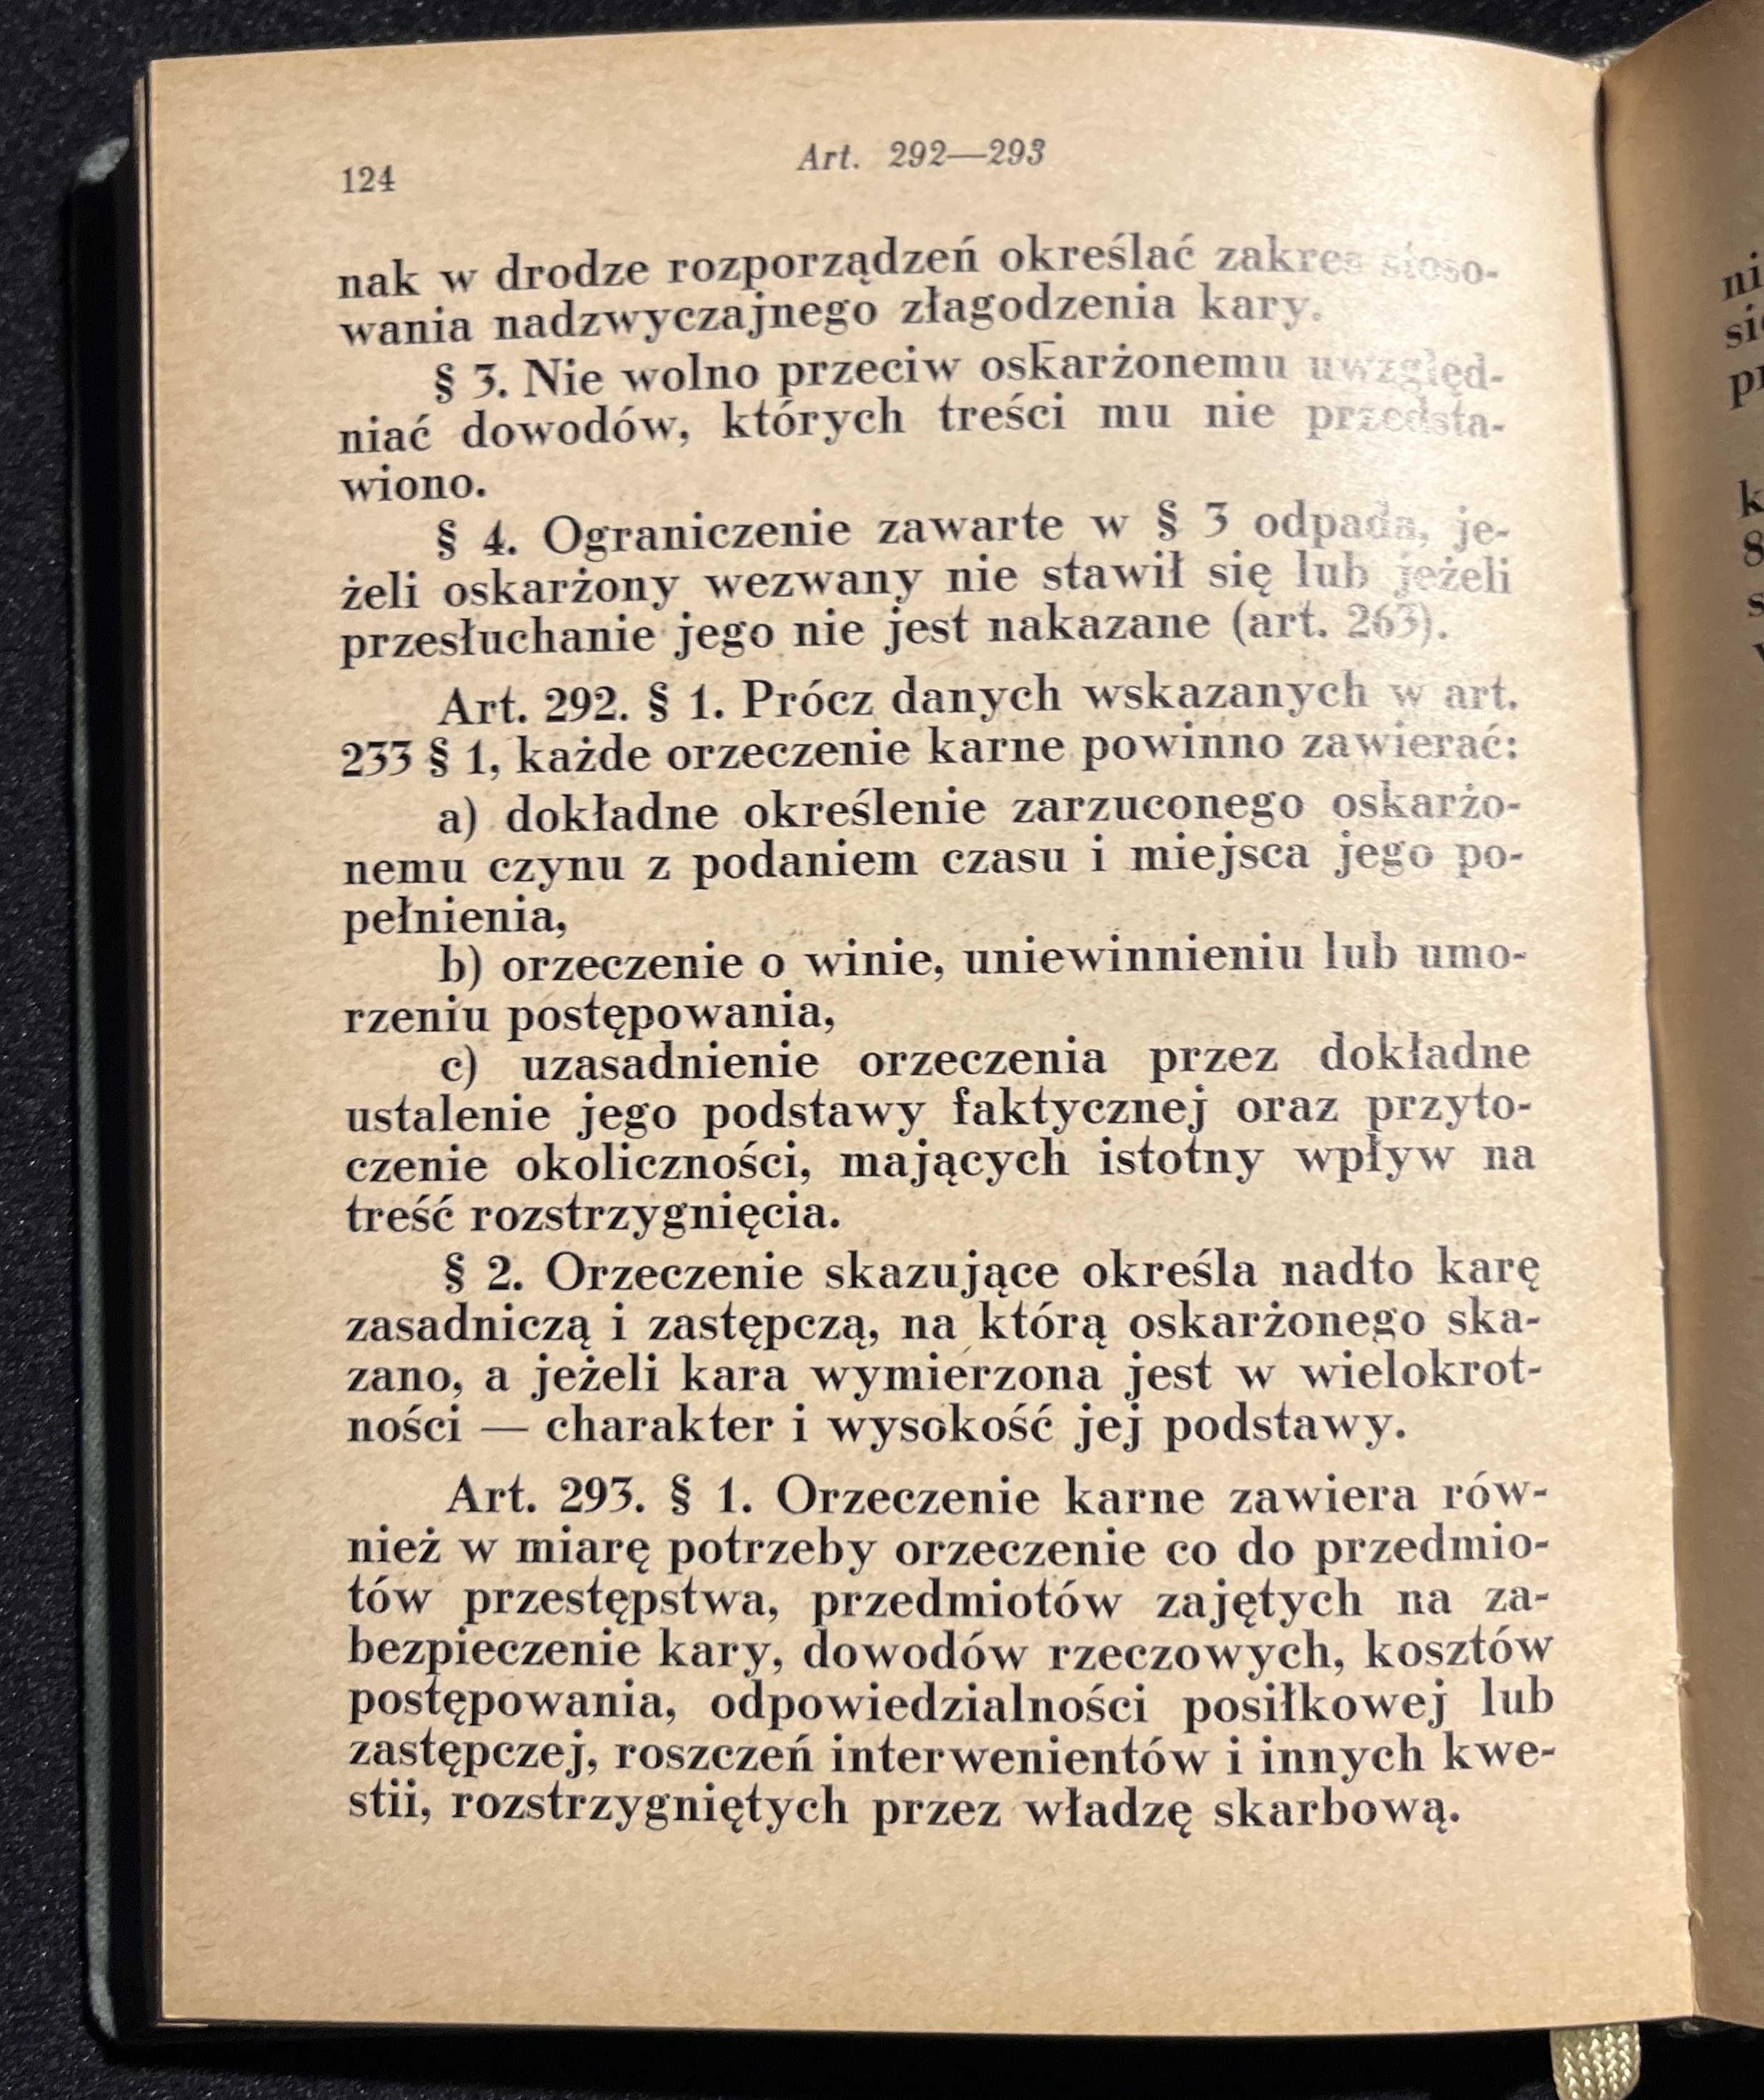 124
Art. 292—293
nak w drodze rozporządzeń określać zakres stoso-
wania nadzwyczajnego złagodzenia kary.
§ 3. Nie wolno przeciw oskarżonemu uwzględ-
niać dowodów, których treści mu nie przedsta-
wiono.
§ 4. Ograniczenie zawarte w § 3 odpada, je-
żeli oskarżony wezwany nie stawił się lub jeżeli
przesłuchanie jego nie jest nakazane (art. 263).
Art. 292. § 1. Prócz danych wskazanych w art.
233 § 1, każde orzeczenie karne powinno zawierać:
a) dokładne określenie zarzuconego oskarżo-
nemu czynu z podaniem czasu i miejsca jego po-
pełnienia,
b) orzeczenie o winie, uniewinnieniu lub umo-
rzeniu postępowania,
c) uzasadnienie orzeczenia przez dokładne
ustalenie jego podstawy faktycznej oraz przyto-
czenie okoliczności, mających istotny wpływ na
treść rozstrzygnięcia.
§ 2. Orzeczenie skazujące określa nadto karę
zasadniczą i zastępczą, na którą oskarżonego ska-
zano, a jeżeli kara wymierzona jest w wielokrot-
ności — charakter i wysokość jej podstawy.
Art. 293. § 1. Orzeczenie karne zawiera rów-
nież w miarę potrzeby orzeczenie co do przedmio-
tów przestępstwa, przedmiotów zajętych na za-
bezpieczenie kary, dowodów rzeczowych, kosztów
postępowania, odpowiedzialności posiłkowej lub
zastępczej, roszczeń interwenientów i innych kwe-
stii, rozstrzygniętych przez władzę skarbową.